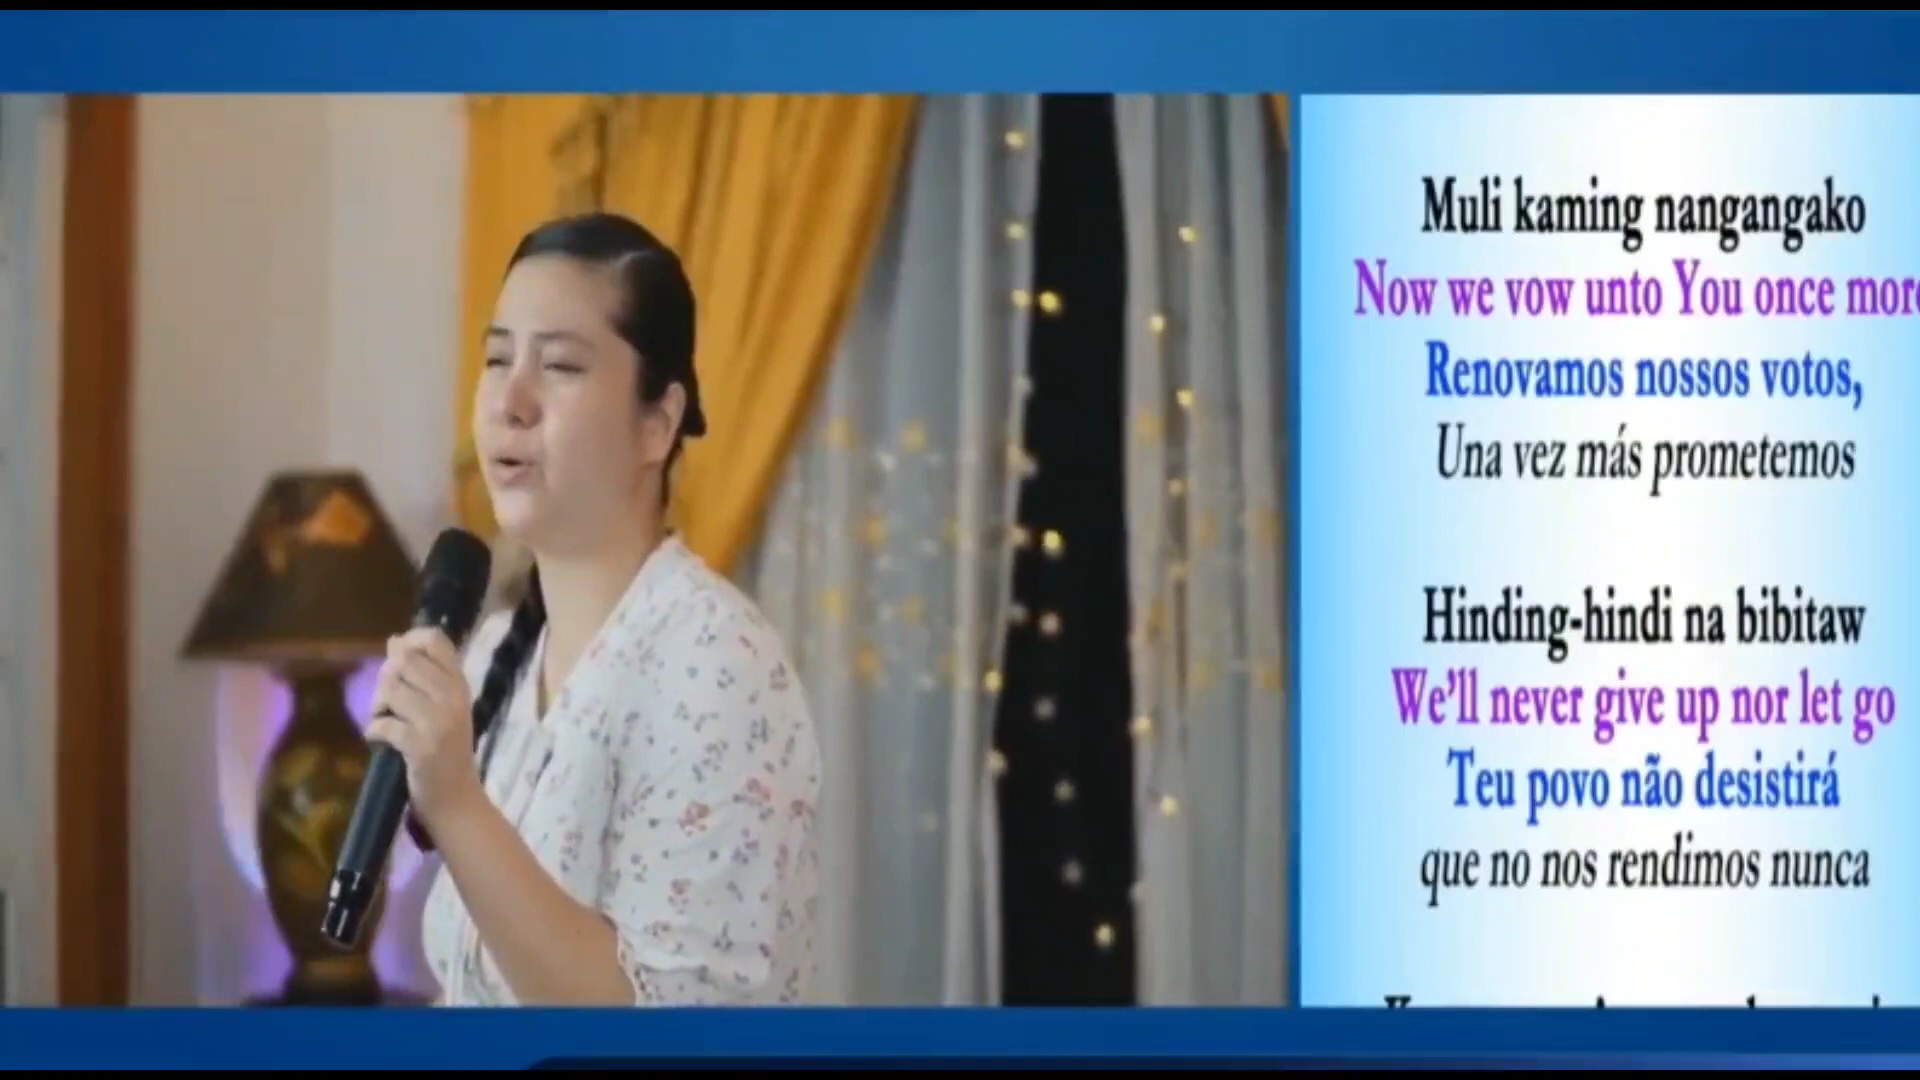 Muli kaming nangangako
Now we vow unto You once more
Renovamos nossos votos,
Una vez más prometemos
Hinding-hindi na bibitaw
We'll never give up nor let go
Teu povo não desistirá
que no nos rendimos nunca